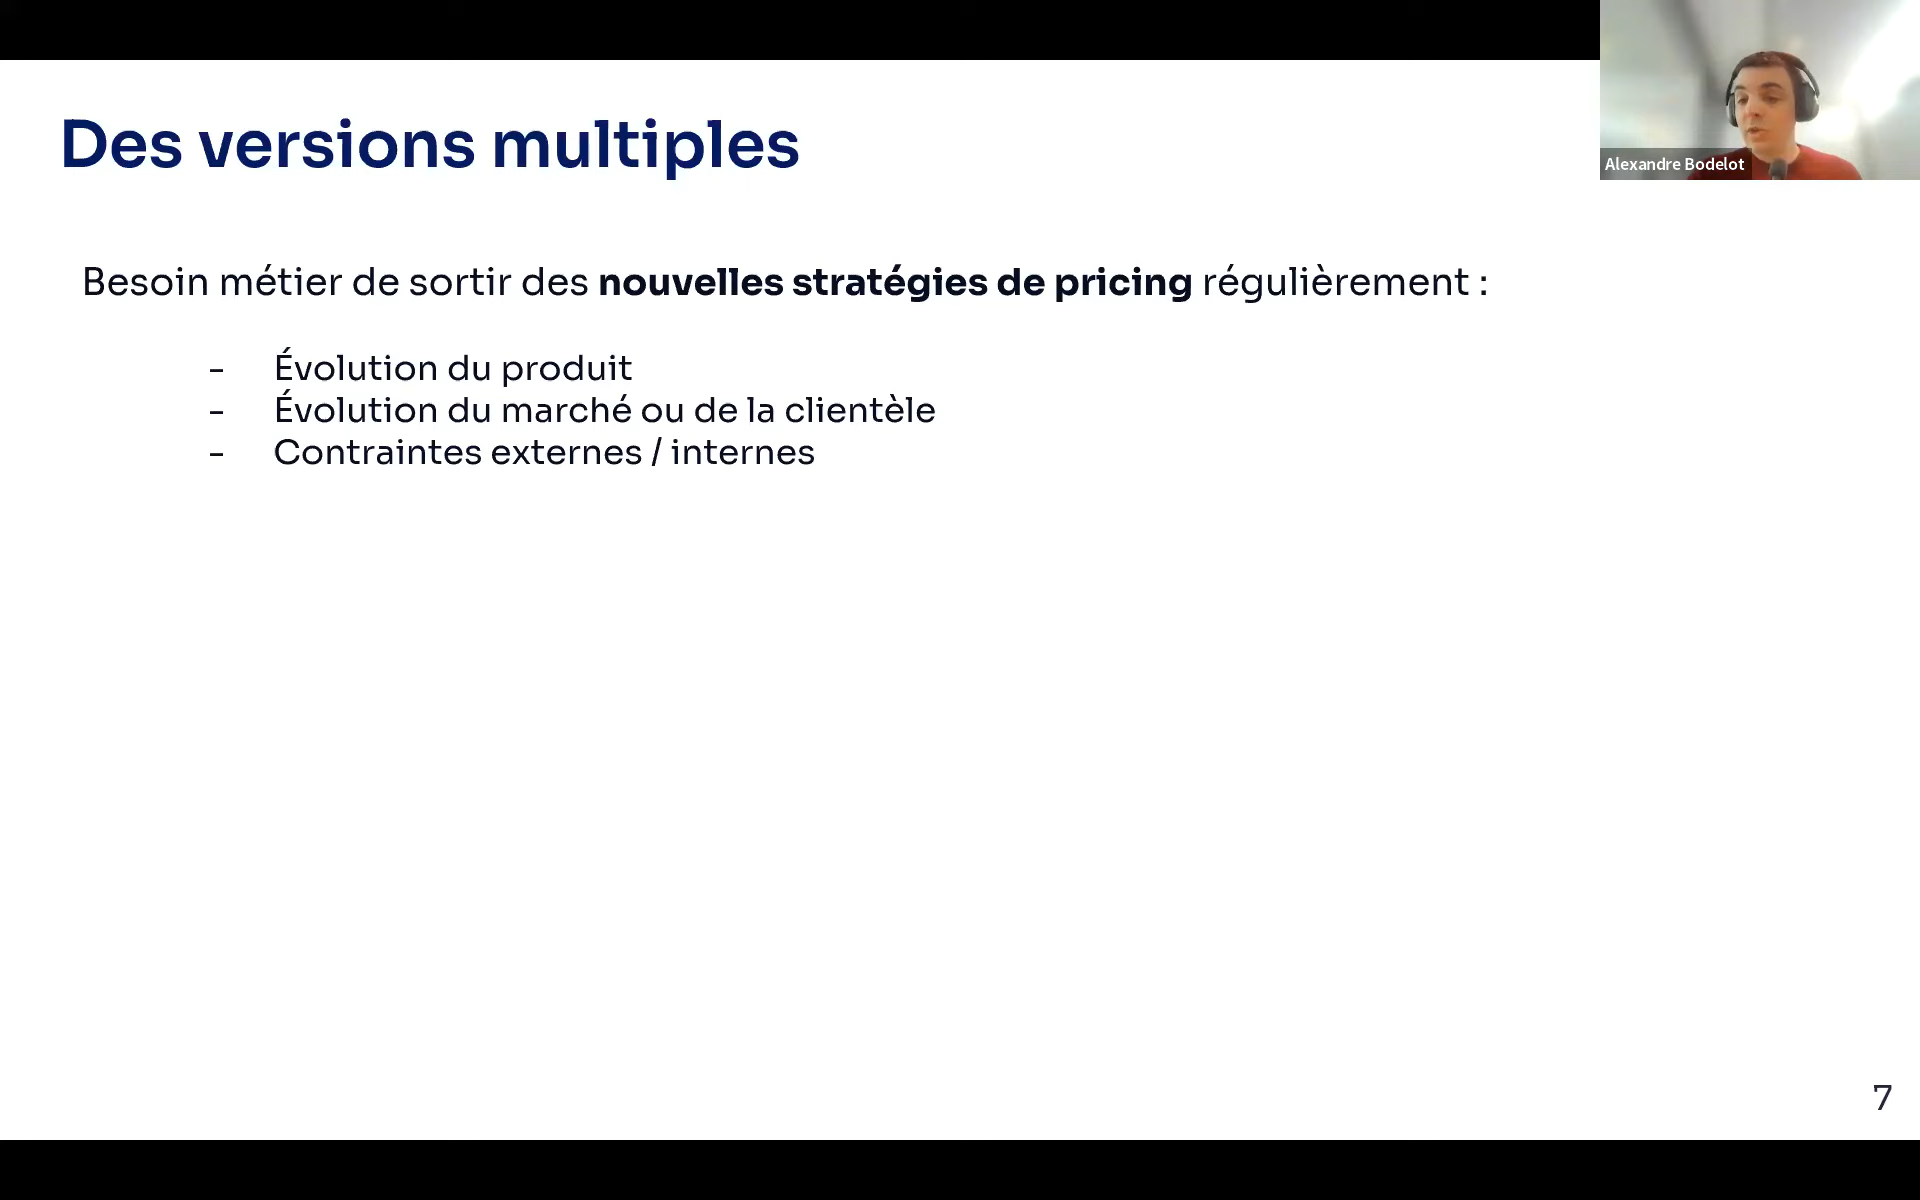 Des versions multiples
Alexandre Bodelot
Besoin métier de sortir des nouvelles stratégies de pricing régulièrement :
- Évolution du produit
- Évolution du marché ou de la clientèle
- Contraintes externes / internes
7